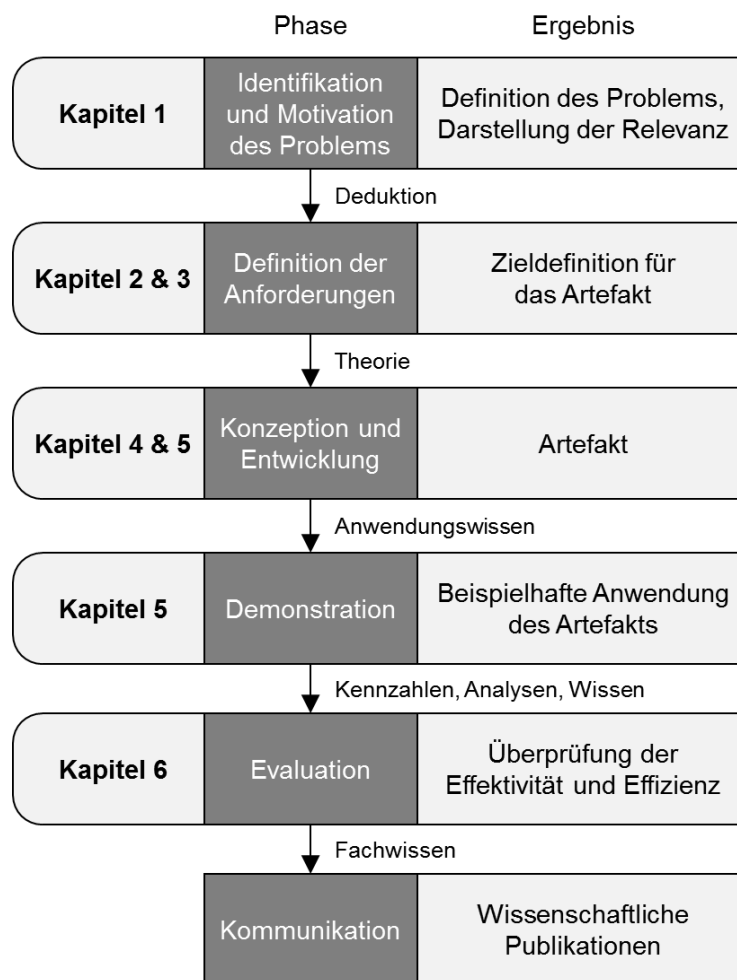 Phase
Ergebnis
Kapitel 1
Identifikation
und Motivation
des Problems
Definition des Problems,
Darstellung der Relevanz
Deduktion
Kapitel 2 & 3
Definition der
Anforderungen
Zieldefinition für
das Artefakt
Theorie
Kapitel 4 & 5
Konzeption und
Entwicklung
Artefakt
Anwendungswissen
Kapitel 5
Demonstration
Beispielhafte Anwendung
des Artefakts
Kennzahlen, Analysen, Wissen
Kapitel 6
Evaluation
Überprüfung der
Effektivität und Effizienz
Fachwissen
Kommunikation
Wissenschaftliche
Publikationen